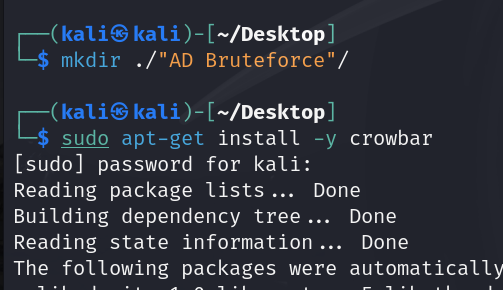 ┌──(kali㉿kali)-[~/Desktop]
└─$ mkdir ./"AD Bruteforce"/
┌──(kali㉿kali)-[~/Desktop]
└─$ sudo apt-get install -y crowbar
[sudo] password for kali:
Reading package lists... Done
Building dependency tree... Done
Reading state information... Done
The following packages were automatically